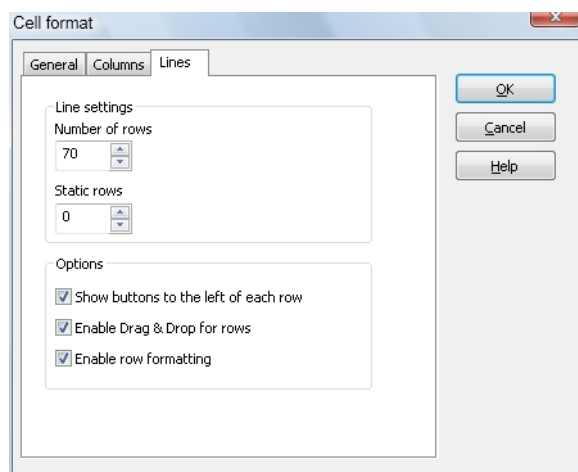 Cell format
General Columns Lines
Line settings
Number of rows
70
Static rows
0
Options
Show buttons to the left of each row
Enable Drag & Drop for rows
Enable row formatting
OK
Cancel
Help